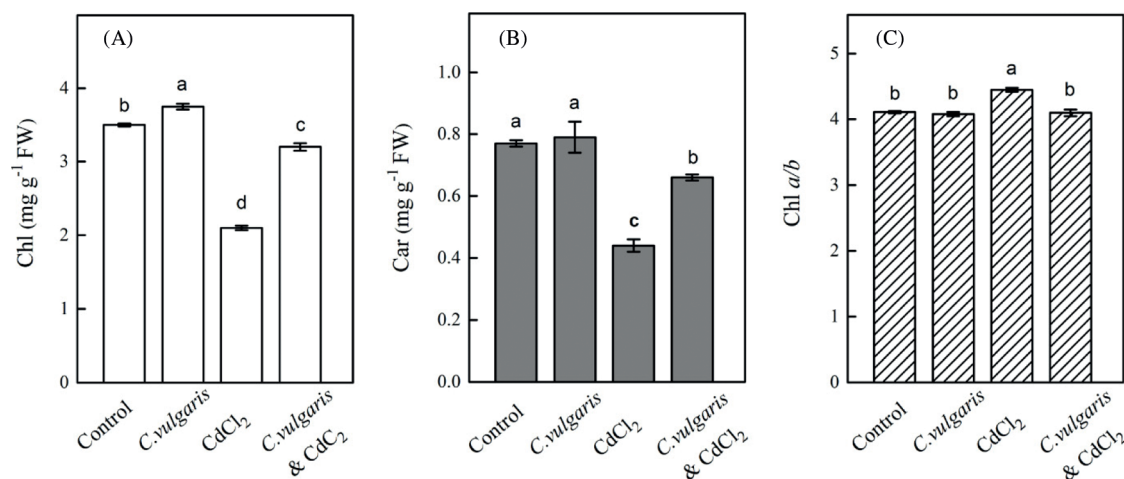 (A)
Chl (mg g⁻¹ FW)
4
3
2
1
0
b
a
d
c
Control
C.vulgaris
CdCl₂
C.vulgaris
& CdC₂
(B)
Car (mg g⁻¹ FW)
1.0
0.8
0.6
0.4
0.2
0.0
a
a
c
b
Control
C.vulgaris
CdCl₂
C.vulgaris
& CdCl₂
(C)
Chl a/b
5
4
3
2
1
0
b
b
a
b
Control
C.vulgaris
CdCl₂
C.vulgaris
& CdCl₂